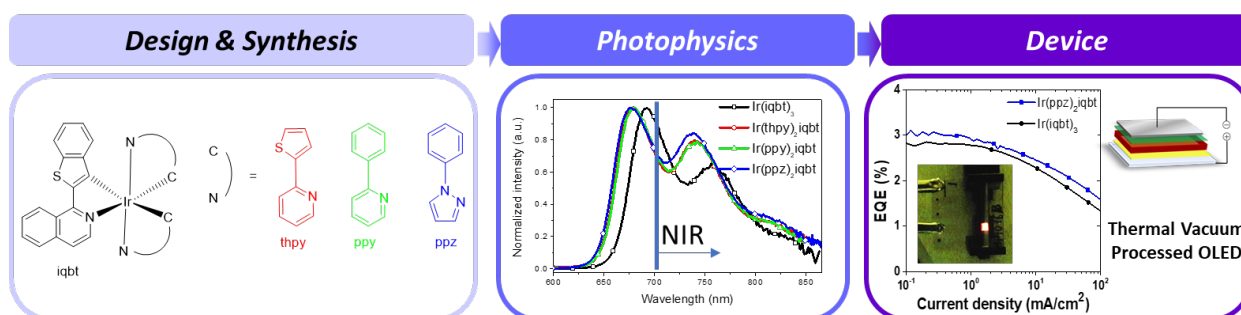 Design & Synthesis
Photophysics
Device
N
C
S
Ir
C
N
N
iqbt
C
N
=
S
N
thpy
N
ppy
N
N
ppz
Normalized intensity (a.u.)
1.0
0.8
0.6
0.4
0.2
0.0
Ir(iqbt)3
Ir(thpy)2iqbt
Ir(ppy)2iqbt
Ir(ppz)2iqbt
NIR
600 650 700 750 800 850
Wavelength (nm)
EQE (%)
4
3
2
1
0
Ir(ppz)2iqbt
Ir(iqbt)3
10-1 100 101 102
Current density (mA/cm2)
Thermal Vacuum
Processed OLED